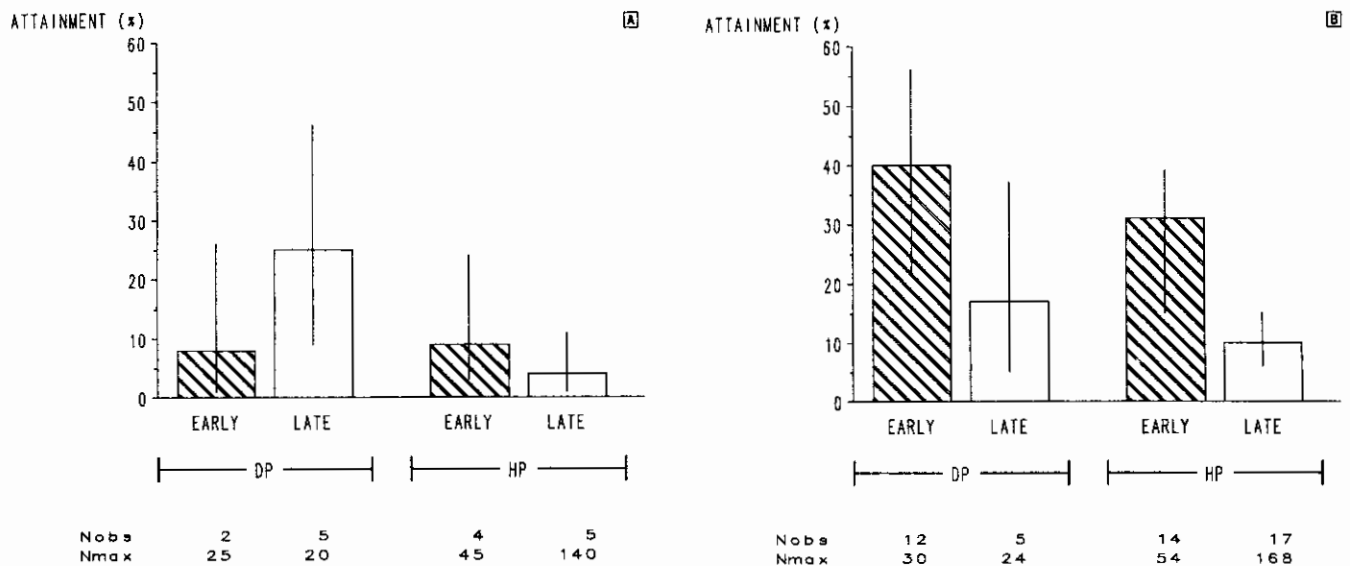 ATTAINMENT (%) A
60
50
40
30
20
10
0
EARLY LATE EARLY LATE
DP HP
Nobs 2 5 4 5
Nmax 25 20 45 140
ATTAINMENT (%) B
60
50
40
30
20
10
0
EARLY LATE EARLY LATE
DP HP
Nobs 12 5 14 17
Nmax 30 24 54 168